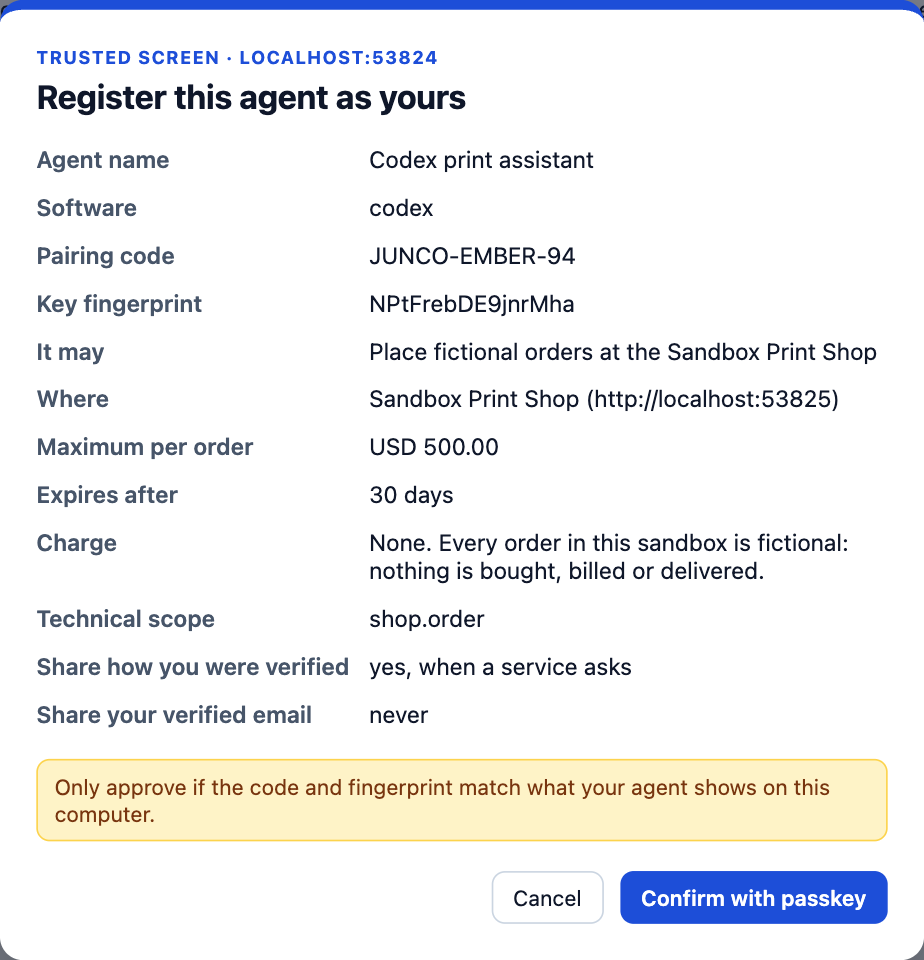 TRUSTED SCREEN · LOCALHOST:53824
Register this agent as yours
Agent name Codex print assistant
Software codex
Pairing code JUNCO-EMBER-94
Key fingerprint NPtFrebDE9jnrMha
It may Place fictional orders at the Sandbox Print Shop
Where Sandbox Print Shop (http://localhost:53825)
Maximum per order USD 500.00
Expires after 30 days
Charge None. Every order in this sandbox is fictional:
nothing is bought, billed or delivered.
Technical scope shop.order
Share how you were verified yes, when a service asks
Share your verified email never
Only approve if the code and fingerprint match what your agent shows on this
computer.
Cancel Confirm with passkey